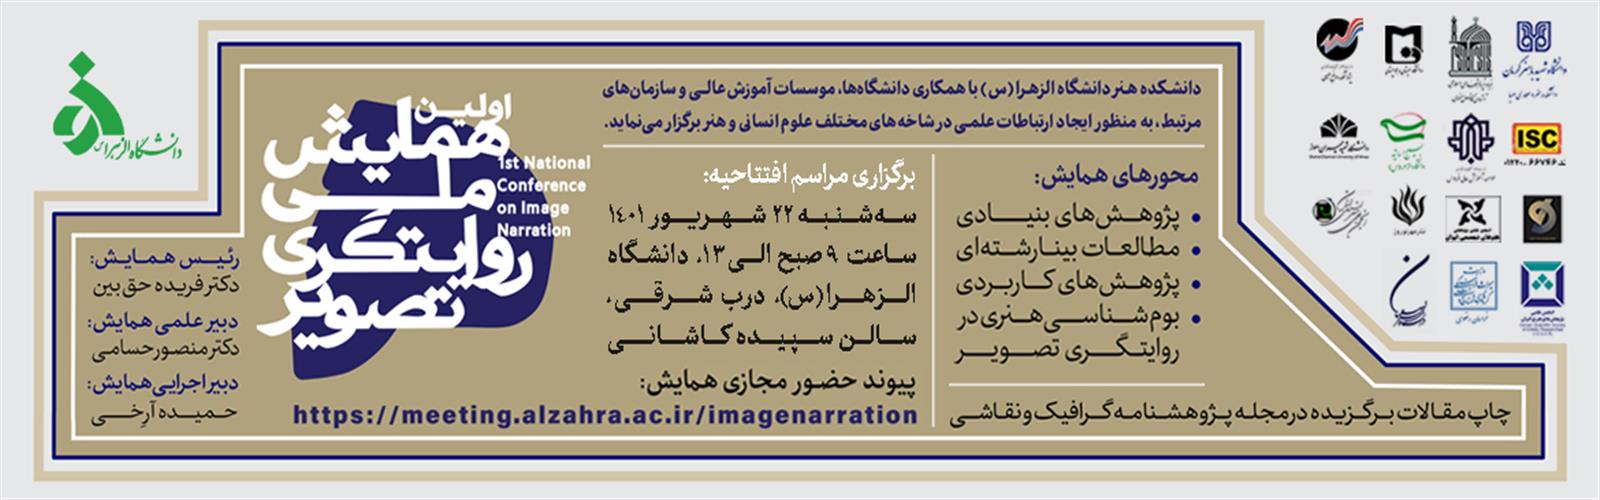 دانشکده هنر دانشگاه الزهرا (س) با همکاری دانشگاه‌ها، موسسات آموزش عالی و سازمان‌های
مرتبط، به منظور ایجاد ارتباطات علمی در شاخه‌های مختلف علوم انسانی و هنر برگزار می‌نماید.
اولین
همایش
ملی
روایتگری
تصویر
1st National
Conference
on Image
Narration
محورهای همایش:
• پژوهش‌های بنیادی
• مطالعات بینارشته‌ای
• پژوهش‌های کاربردی
• بوم‌شناسی هنری در
روایتگری تصویر
برگزاری مراسم افتتاحیه:
سه‌شنبه ۲۲ شهریور ۱۴۰۱
ساعت ۹ صبح الی ۱۳، دانشگاه
الزهرا(س)، درب شرقی،
سالن سپیده کاشانی
پیوند حضور مجازی همایش:
https://meeting.alzahra.ac.ir/imagenarration
چاپ مقالات برگزیده در مجله پژوهشنامه گرافیک و نقاشی
رئیس همایش:
دکتر فریده حق‌بین
دبیر علمی همایش:
دکتر منصور حسامی
دبیر اجرایی همایش:
حمیده آرخی
دانشگاه الزهرا(س)
دانشگاه شهید باهنر کرمان
ISC